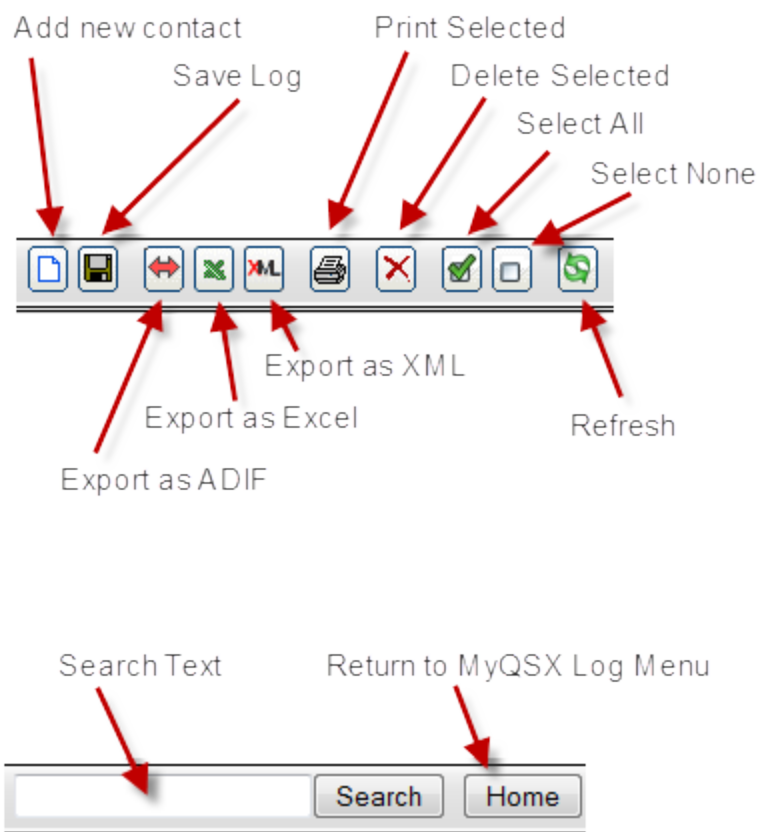 Add new contact
Print Selected
Save Log
Delete Selected
Select All
Select None
XML
Export as XML
Export as Excel
Refresh
Export as ADIF
Search Text
Return to MyQSX Log Menu
Search
Home